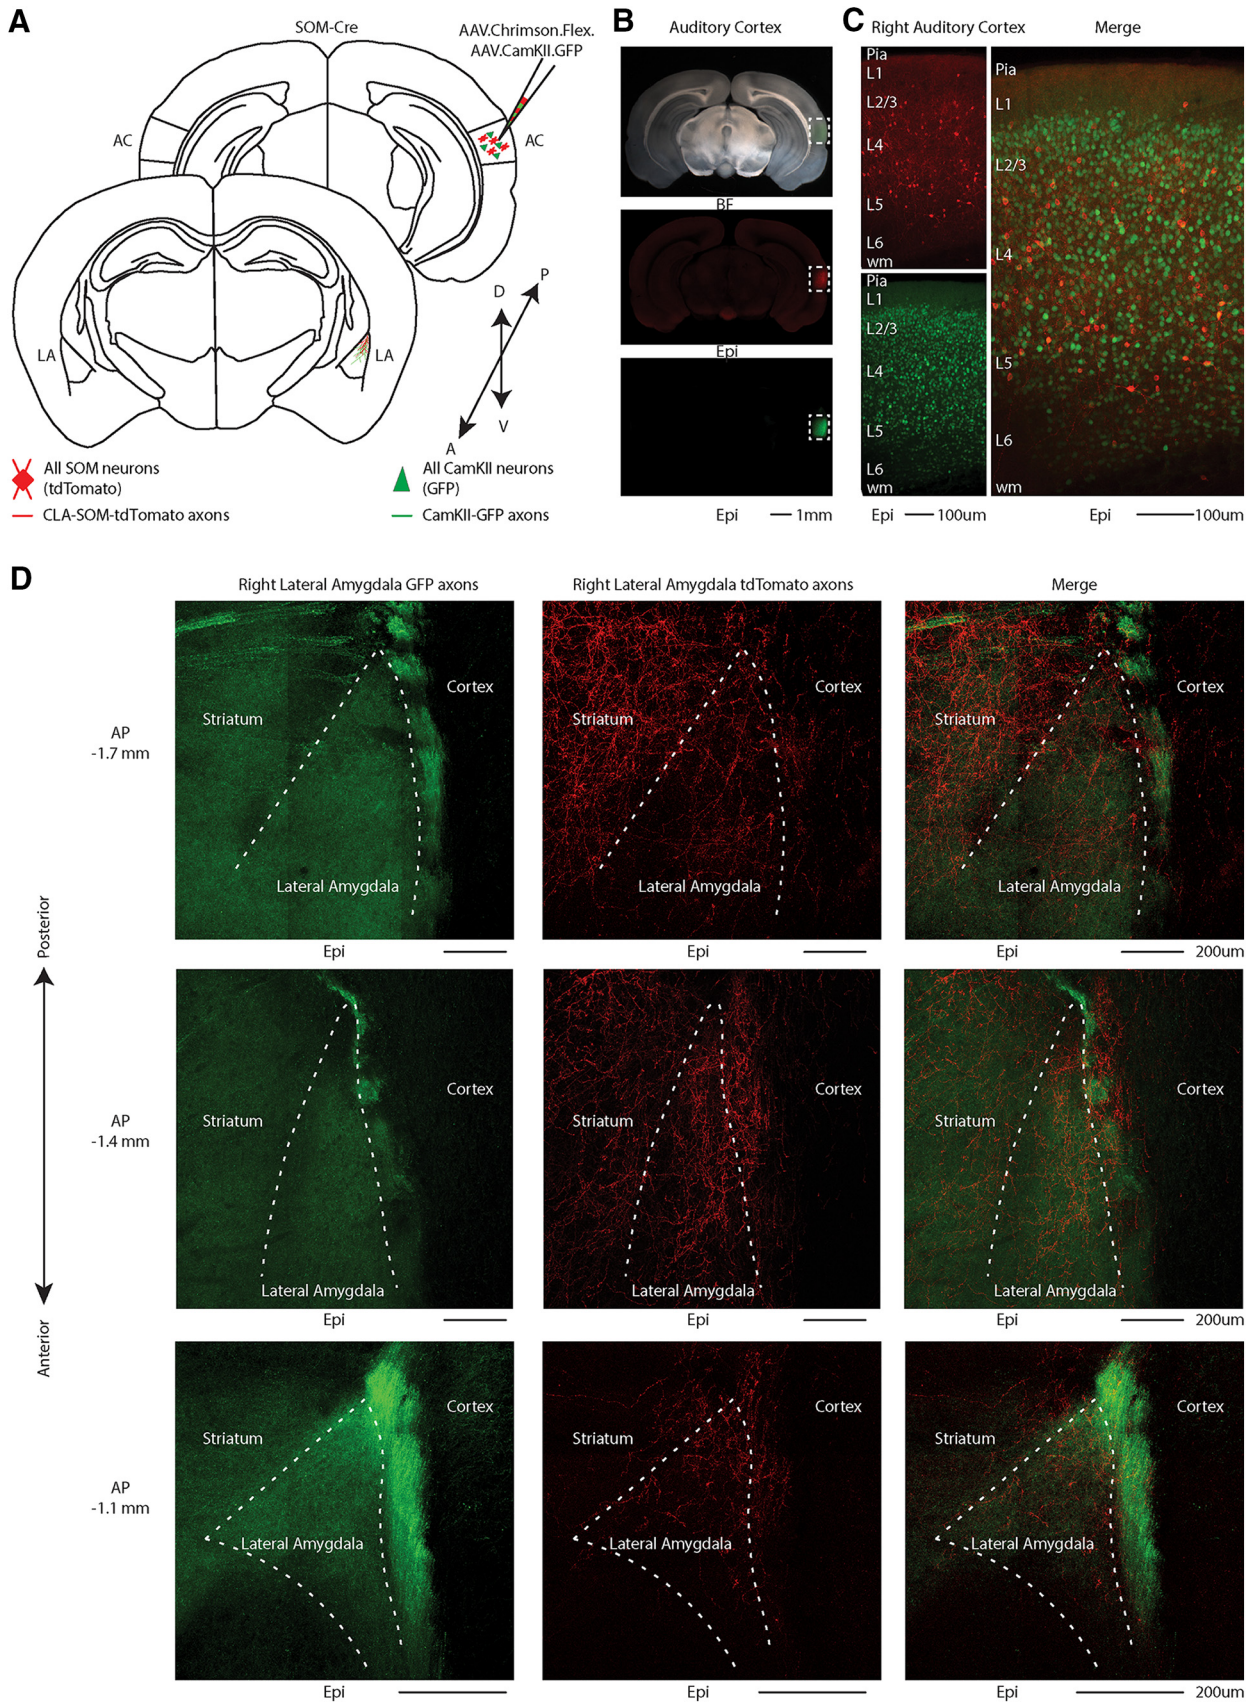 A
SOM-Cre
AAV.Chrimson.Flex.
AAV.CamKII.GFP
AC
AC
LA
LA
D
P
V
A
All SOM neurons
(tdTomato)
CLA-SOM-tdTomato axons
All CamKII neurons
(GFP)
CamKII-GFP axons
B
Auditory Cortex
BF
Epi
Epi
1mm
C
Right Auditory Cortex
Merge
Pia
L1
L2/3
L4
L5
L6
wm
Pia
L1
L2/3
L4
L5
L6
wm
Epi
100um
Pia
L1
L2/3
L4
L5
L6
wm
Epi
100um
D
Right Lateral Amygdala GFP axons
Right Lateral Amygdala tdTomato axons
Merge
Posterior
Anterior
AP
-1.7 mm
Striatum
Cortex
Lateral Amygdala
Epi
Striatum
Cortex
Lateral Amygdala
Epi
Striatum
Cortex
Lateral Amygdala
Epi
200um
AP
-1.4 mm
Striatum
Cortex
Lateral Amygdala
Epi
Striatum
Cortex
Lateral Amygdala
Epi
Striatum
Cortex
Lateral Amygdala
Epi
200um
AP
-1.1 mm
Striatum
Cortex
Lateral Amygdala
Epi
Striatum
Cortex
Lateral Amygdala
Epi
Striatum
Cortex
Lateral Amygdala
Epi
200um